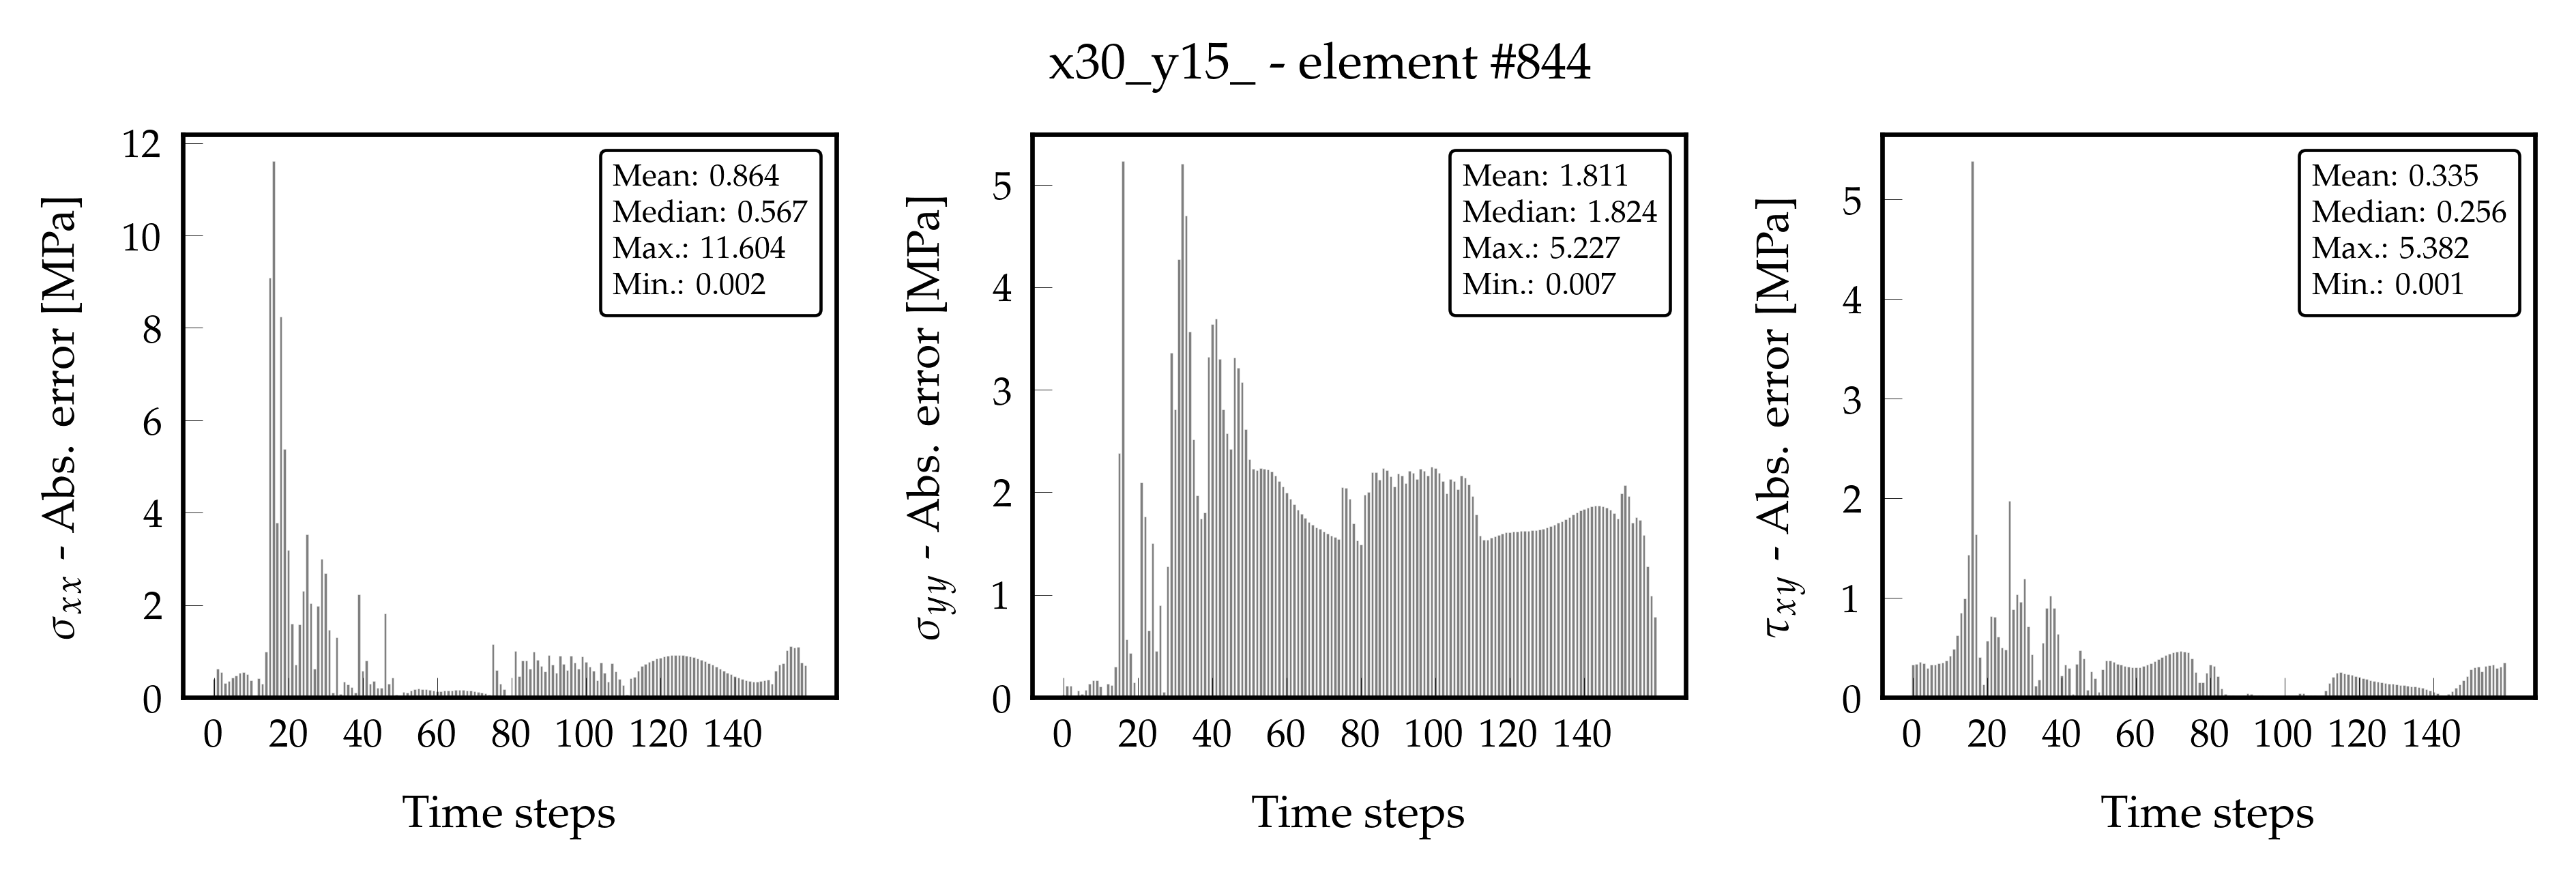 x30_y15_ - element #844
σxx - Abs. error [MPa]
12
10
8
6
4
2
0
Mean: 0.864
Median: 0.567
Max.: 11.604
Min.: 0.002
0 20 40 60 80 100 120 140
Time steps
σyy - Abs. error [MPa]
5
4
3
2
1
0
Mean: 1.811
Median: 1.824
Max.: 5.227
Min.: 0.007
0 20 40 60 80 100 120 140
Time steps
τxy - Abs. error [MPa]
5
4
3
2
1
0
Mean: 0.335
Median: 0.256
Max.: 5.382
Min.: 0.001
0 20 40 60 80 100 120 140
Time steps